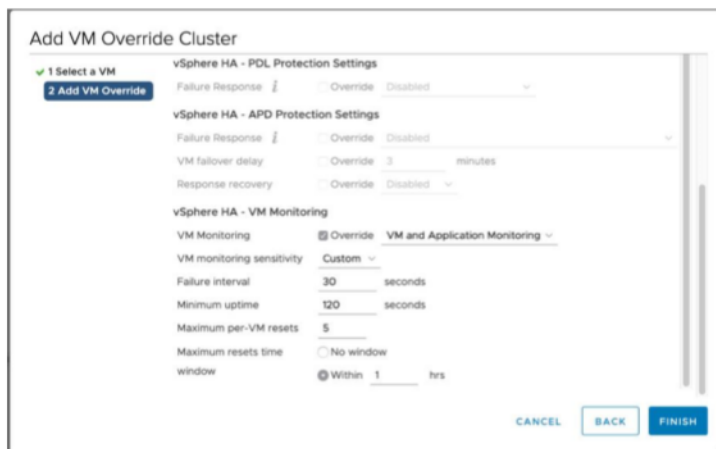 Add VM Override Cluster
1 Select a VM
2 Add VM Override
vSphere HA - PDL Protection Settings
Failure Response i Override Disabled
vSphere HA - APD Protection Settings
Failure Response i Override Disabled
VM failover delay Override 3 minutes
Response recovery Override Disabled
vSphere HA - VM Monitoring
VM Monitoring Override VM and Application Monitoring
VM monitoring sensitivity Custom
Failure interval 30 seconds
Minimum uptime 120 seconds
Maximum per-VM resets 5
Maximum resets time No window
window Within 1 hrs
CANCEL BACK FINISH